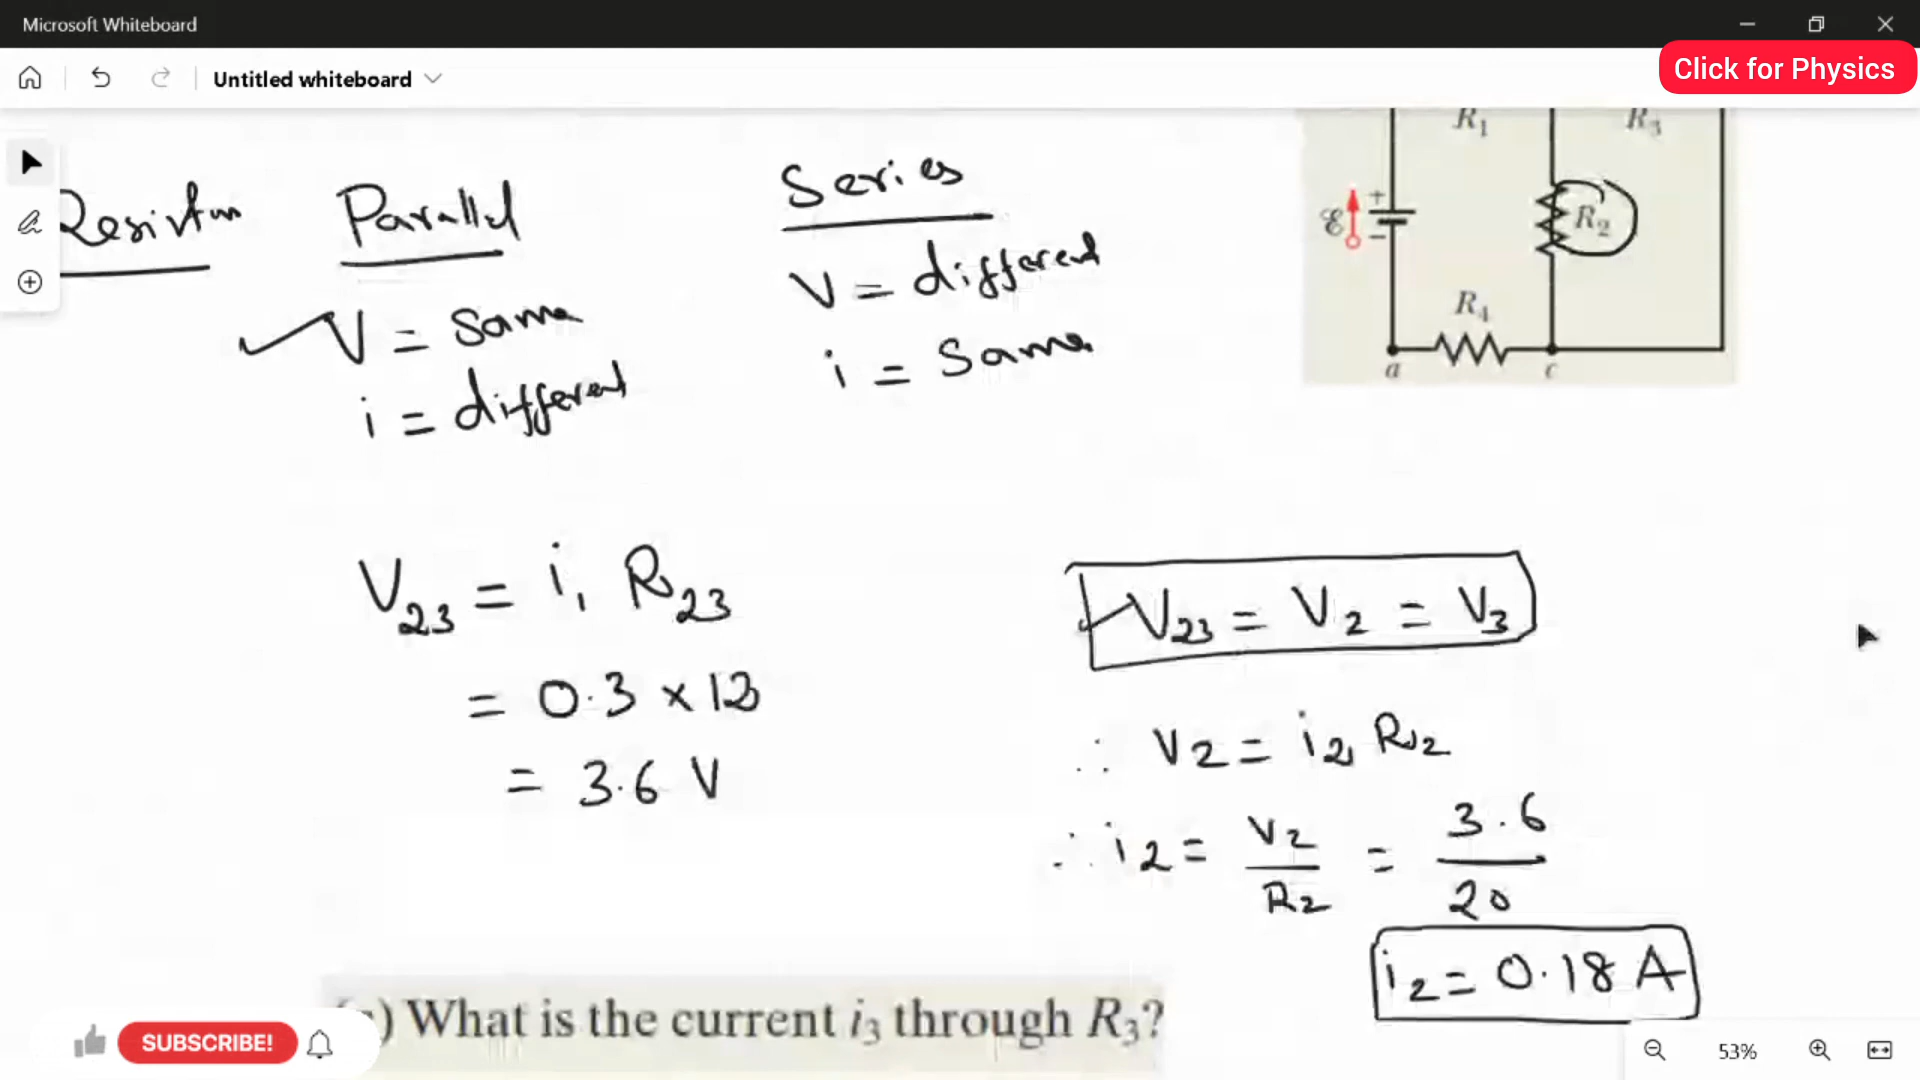 Microsoft Whiteboard
Untitled whiteboard
Click for Physics
Resistors
Parallel
V = Same
i = different
Series
V = different
i = Same
R1
R3
ℰ
+
−
R2
R4
a
c
V23 = i1 R23
= 0.3 × 12
= 3.6 V
V23 = V2 = V3
∴ V2 = i2 R2
∴ i2 = V2/R2 = 3.6/20
i2 = 0.18 A
) What is the current i3 through R3?
SUBSCRIBE!
53%